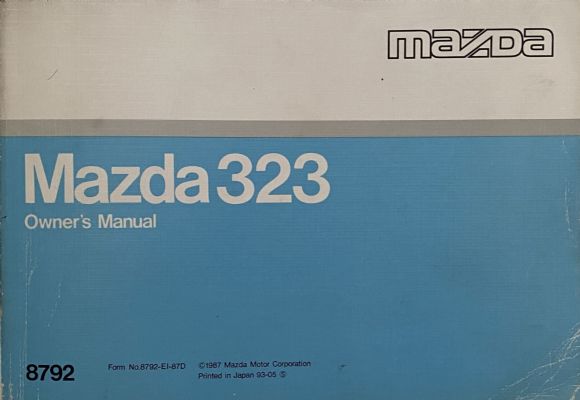 mazda
Mazda 323
Owner's Manual
8792
Form No.8792-EI-87D
©1987 Mazda Motor Corporation
Printed in Japan 93-05 Ⓢ